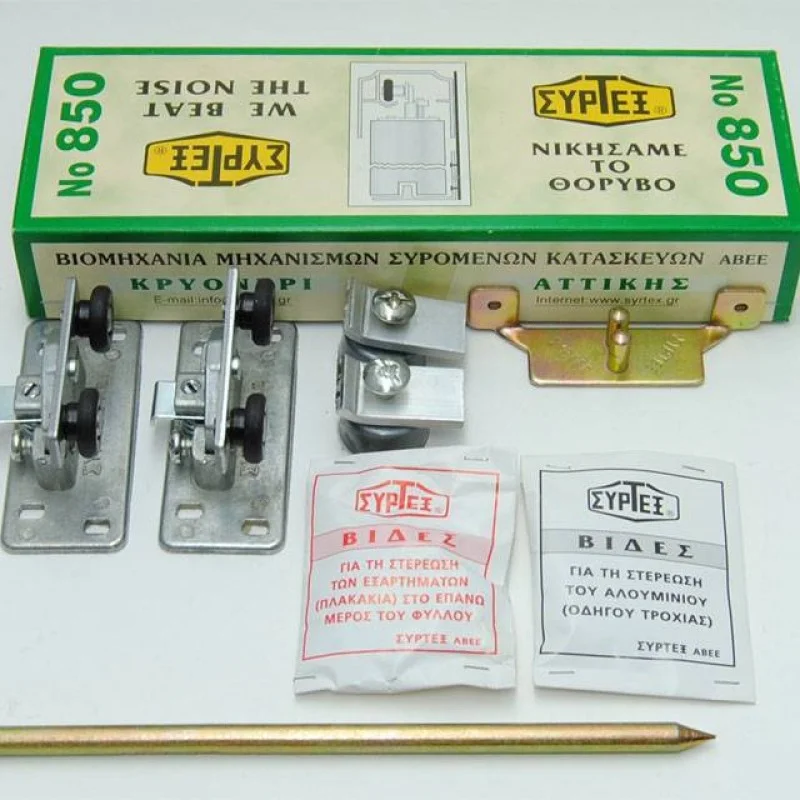 No 850
WE BEAT
THE NOISE
ΣΥΡΤΕΞ®
ΣΥΡΤΕΞ®
ΝΙΚΗΣΑΜΕ
ΤΟ
ΘΟΡΥΒΟ
No 850
ΒΙΟΜΗΧΑΝΙΑ ΜΗΧΑΝΙΣΜΩΝ ΣΥΡΟΜΕΝΩΝ ΚΑΤΑΣΚΕΥΩΝ ΑΒΕΕ
ΑΤΤΙΚΗΣ
Internet:www.syrtex.gr
ΣΥΡΤΕΞ®
ΒΙΔΕΣ
ΓΙΑ ΤΗ ΣΤΕΡΕΩΣΗ
ΤΩΝ ΕΞΑΡΤΗΜΑΤΩΝ
(ΠΛΑΚΑΚΙΑ) ΣΤΟ ΕΠΑΝΩ
ΜΕΡΟΣ ΤΟΥ ΦΥΛΛΟΥ
ΣΥΡΤΕΞ ΑΒΕΕ
ΣΥΡΤΕΞ®
ΒΙΔΕΣ
ΓΙΑ ΤΗ ΣΤΕΡΕΩΣΗ
ΤΟΥ ΑΛΟΥΜΙΝΙΟΥ
(ΟΔΗΓΟΥ ΤΡΟΧΙΑΣ)
ΣΥΡΤΕΞ ΑΒΕΕ